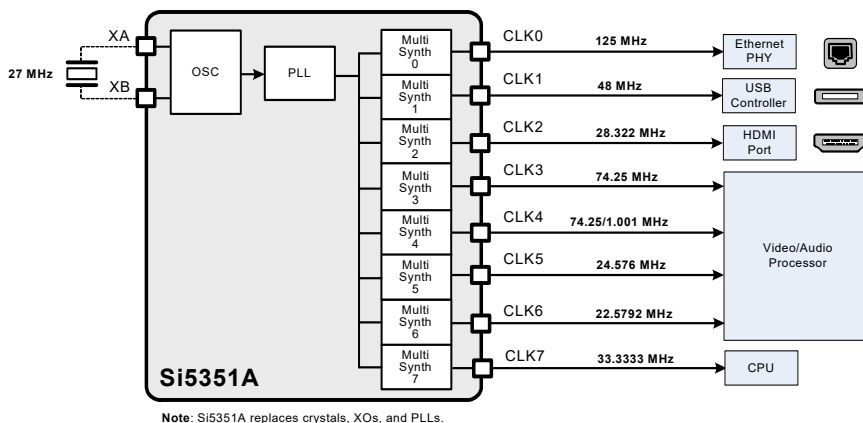 XA
XB
27 MHz
OSC
PLL
Multi
Synth
0
Multi
Synth
1
Multi
Synth
2
Multi
Synth
3
Multi
Synth
4
Multi
Synth
5
Multi
Synth
6
Multi
Synth
7
Si5351A
CLK0
125 MHz
Ethernet
PHY
CLK1
48 MHz
USB
Controller
CLK2
28.322 MHz
HDMI
Port
CLK3
74.25 MHz
CLK4
74.25/1.001 MHz
CLK5
24.576 MHz
CLK6
22.5792 MHz
Video/Audio
Processor
CLK7
33.3333 MHz
CPU
Note: Si5351A replaces crystals, XOs, and PLLs.